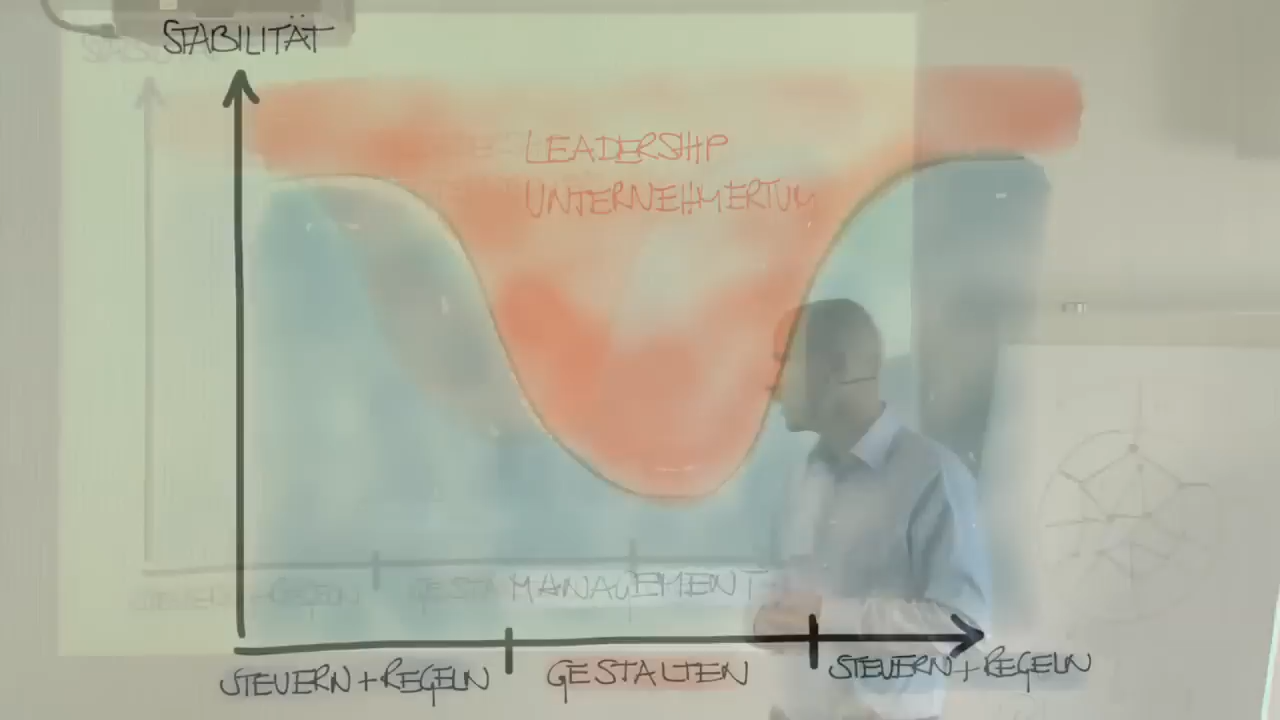 STABILITÄT
LEADERSHIP
UNTERNEHMERTUM
MANAGEMENT
STEUERN+REGELN
GESTALTEN
STEUERN+REGELN